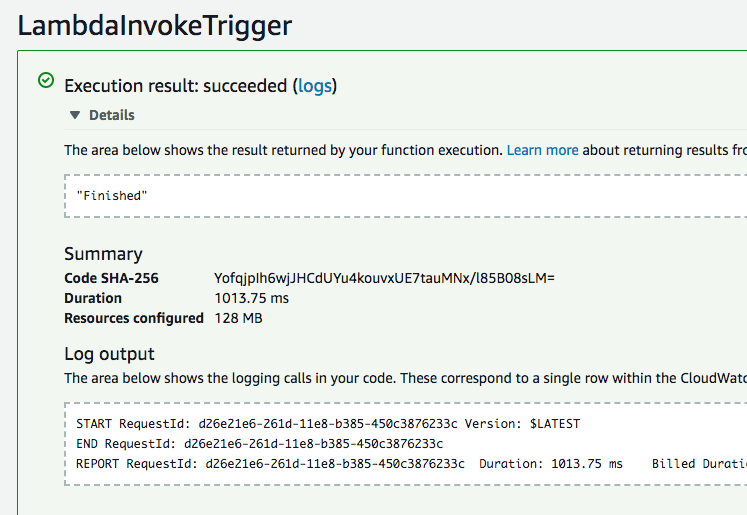 LambdaInvokeTrigger
Execution result: succeeded (logs)
Details
The area below shows the result returned by your function execution. Learn more about returning results fro
"Finished"
Summary
Code SHA-256 YofqjpIh6wjJHCdUYu4kouvxUE7tauMNx/l85B08sLM=
Duration 1013.75 ms
Resources configured 128 MB
Log output
The area below shows the logging calls in your code. These correspond to a single row within the CloudWatc
START RequestId: d26e21e6-261d-11e8-b385-450c3876233c Version: $LATEST
END RequestId: d26e21e6-261d-11e8-b385-450c3876233c
REPORT RequestId: d26e21e6-261d-11e8-b385-450c3876233c Duration: 1013.75 ms Billed Duratio